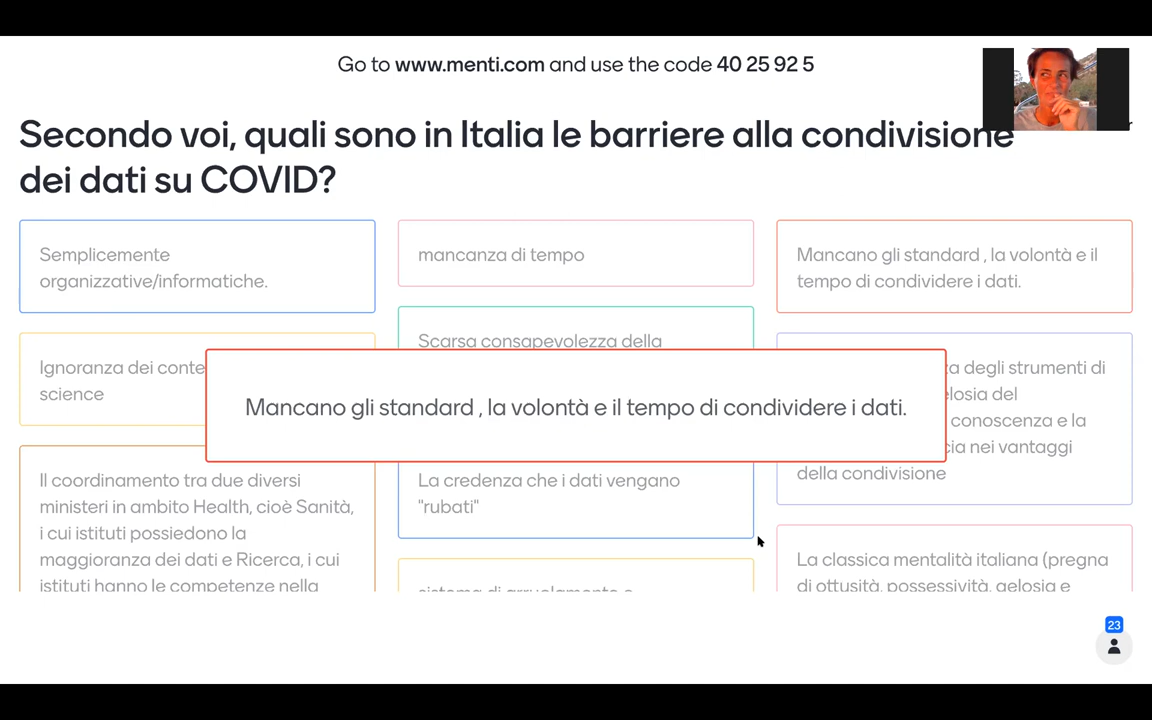 Go to www.menti.com and use the code 40 25 92 5
Secondo voi, quali sono in Italia le barriere alla condivisione
dei dati su COVID?
Semplicemente
organizzative/informatiche.
Ignoranza dei
science
Il coordinamento tra due diversi
ministeri in ambito Health, cioè Sanità,
i cui istituti possiedono la
maggioranza dei dati e Ricerca, i cui
istituti hanno le competenze nella
mancanza di tempo
Scarsa consapevolezza della
Mancano gli standard , la volontà e il tempo di condividere i dati.
La credenza che i dati vengano
"rubati"
sistema di arruolamento e
Mancano gli standard , la volontà e il
tempo di condividere i dati.
degli strumenti di
del
conoscenza e la
nei vantaggi
della condivisione
La classica mentalità italiana (pregna
di ottusità, possessività, gelosia e
23